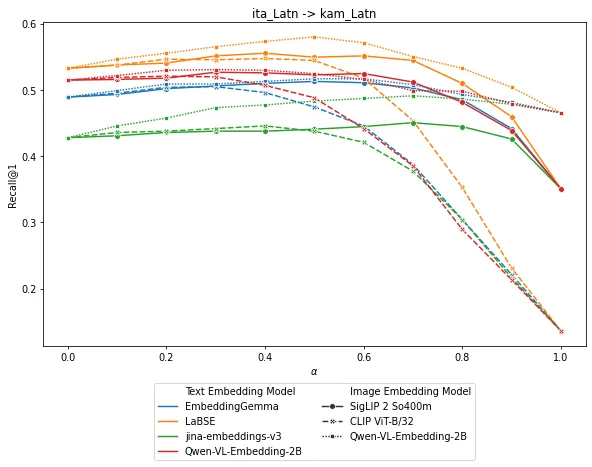 ita_Latn -> kam_Latn
0.6
0.5
0.4
0.3
0.2
Recall@1
0.0 0.2 0.4 0.6 0.8 1.0
α
Text Embedding Model Image Embedding Model
EmbeddingGemma SigLIP 2 So400m
LaBSE CLIP ViT-B/32
jina-embeddings-v3 Qwen-VL-Embedding-2B
Qwen-VL-Embedding-2B